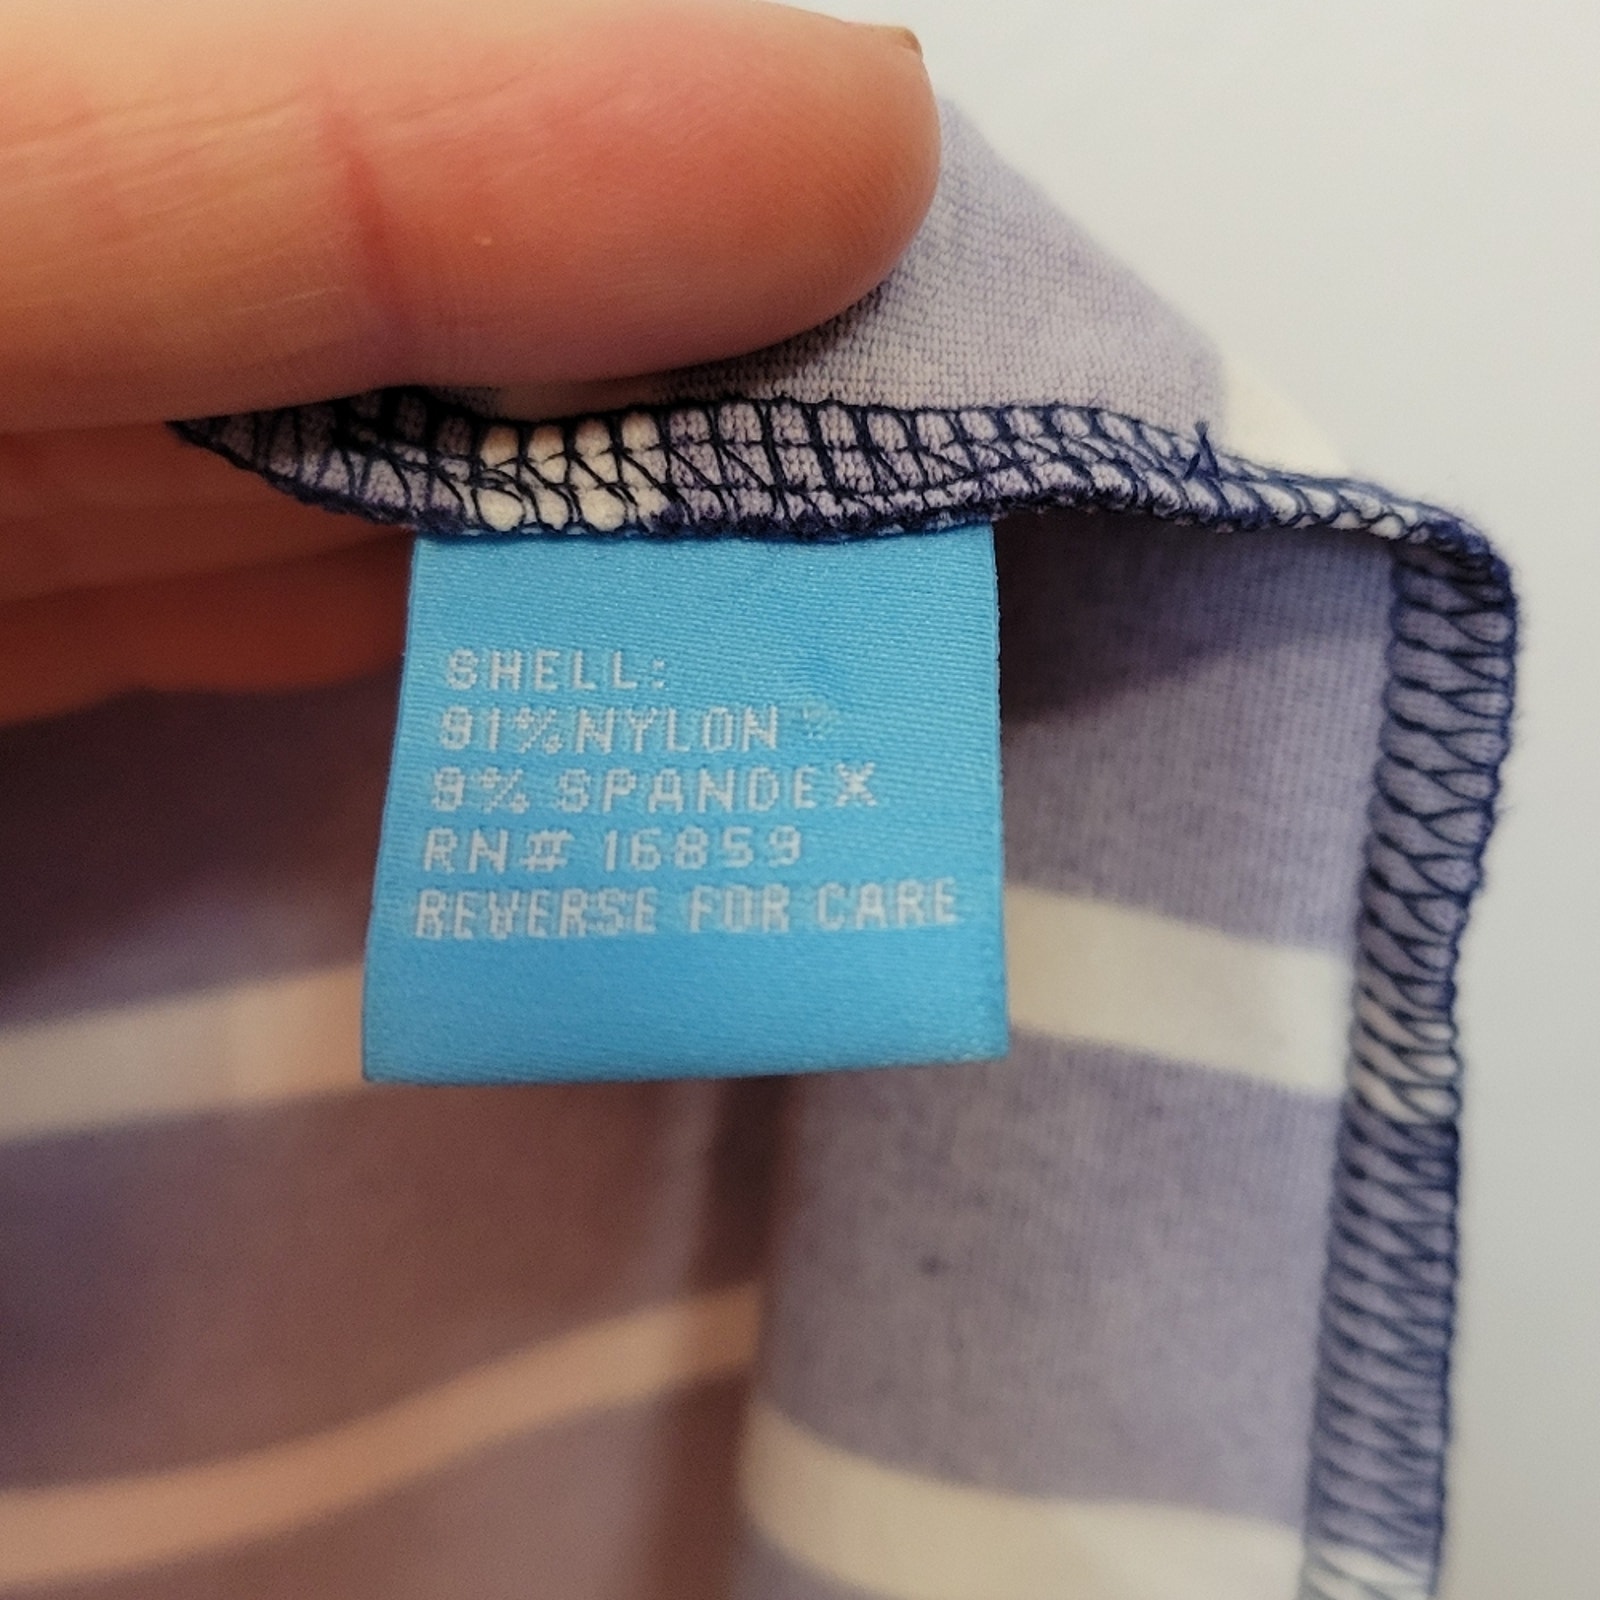 SHELL:
91%NYLON
9% SPANDEX
RN# 16859
REVERSE FOR CARE